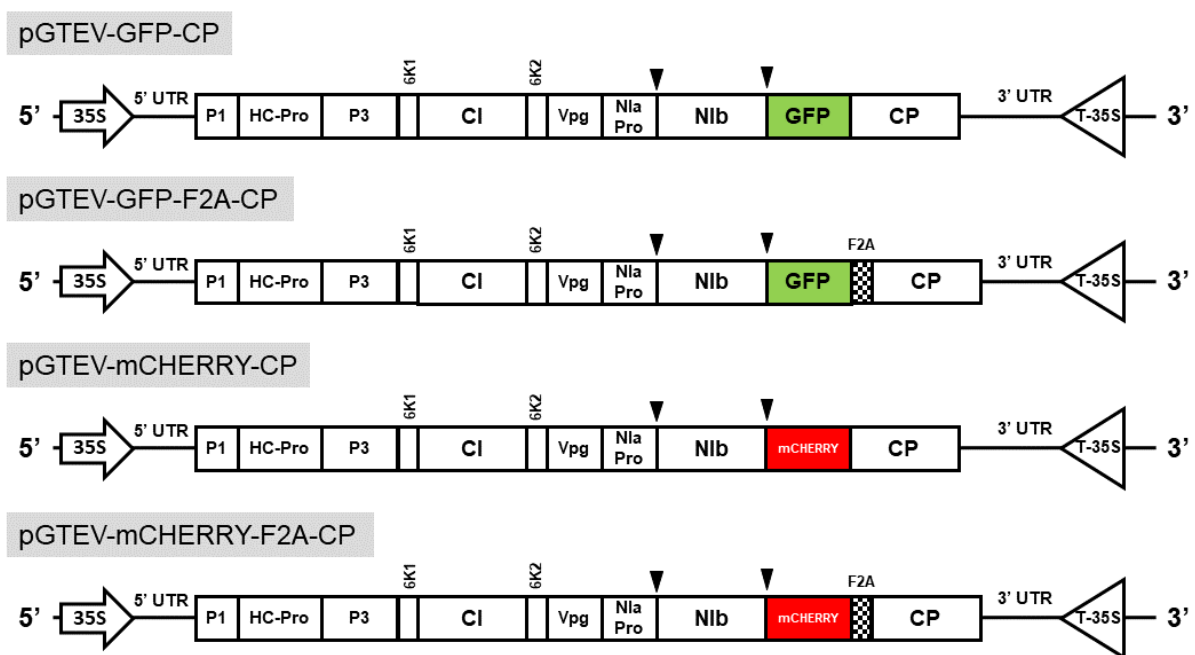 pGTEV-GFP-CP
6K1 6K2
5' 35S 5' UTR P1 HC-Pro P3 CI Vpg NIa Pro NIb GFP CP 3' UTR T-35S 3'
pGTEV-GFP-F2A-CP
6K1 6K2 F2A
5' 35S 5' UTR P1 HC-Pro P3 CI Vpg NIa Pro NIb GFP CP 3' UTR T-35S 3'
pGTEV-mCHERRY-CP
6K1 6K2
5' 35S 5' UTR P1 HC-Pro P3 CI Vpg NIa Pro NIb mCHERRY CP 3' UTR T-35S 3'
pGTEV-mCHERRY-F2A-CP
6K1 6K2 F2A
5' 35S 5' UTR P1 HC-Pro P3 CI Vpg NIa Pro NIb mCHERRY CP 3' UTR T-35S 3'